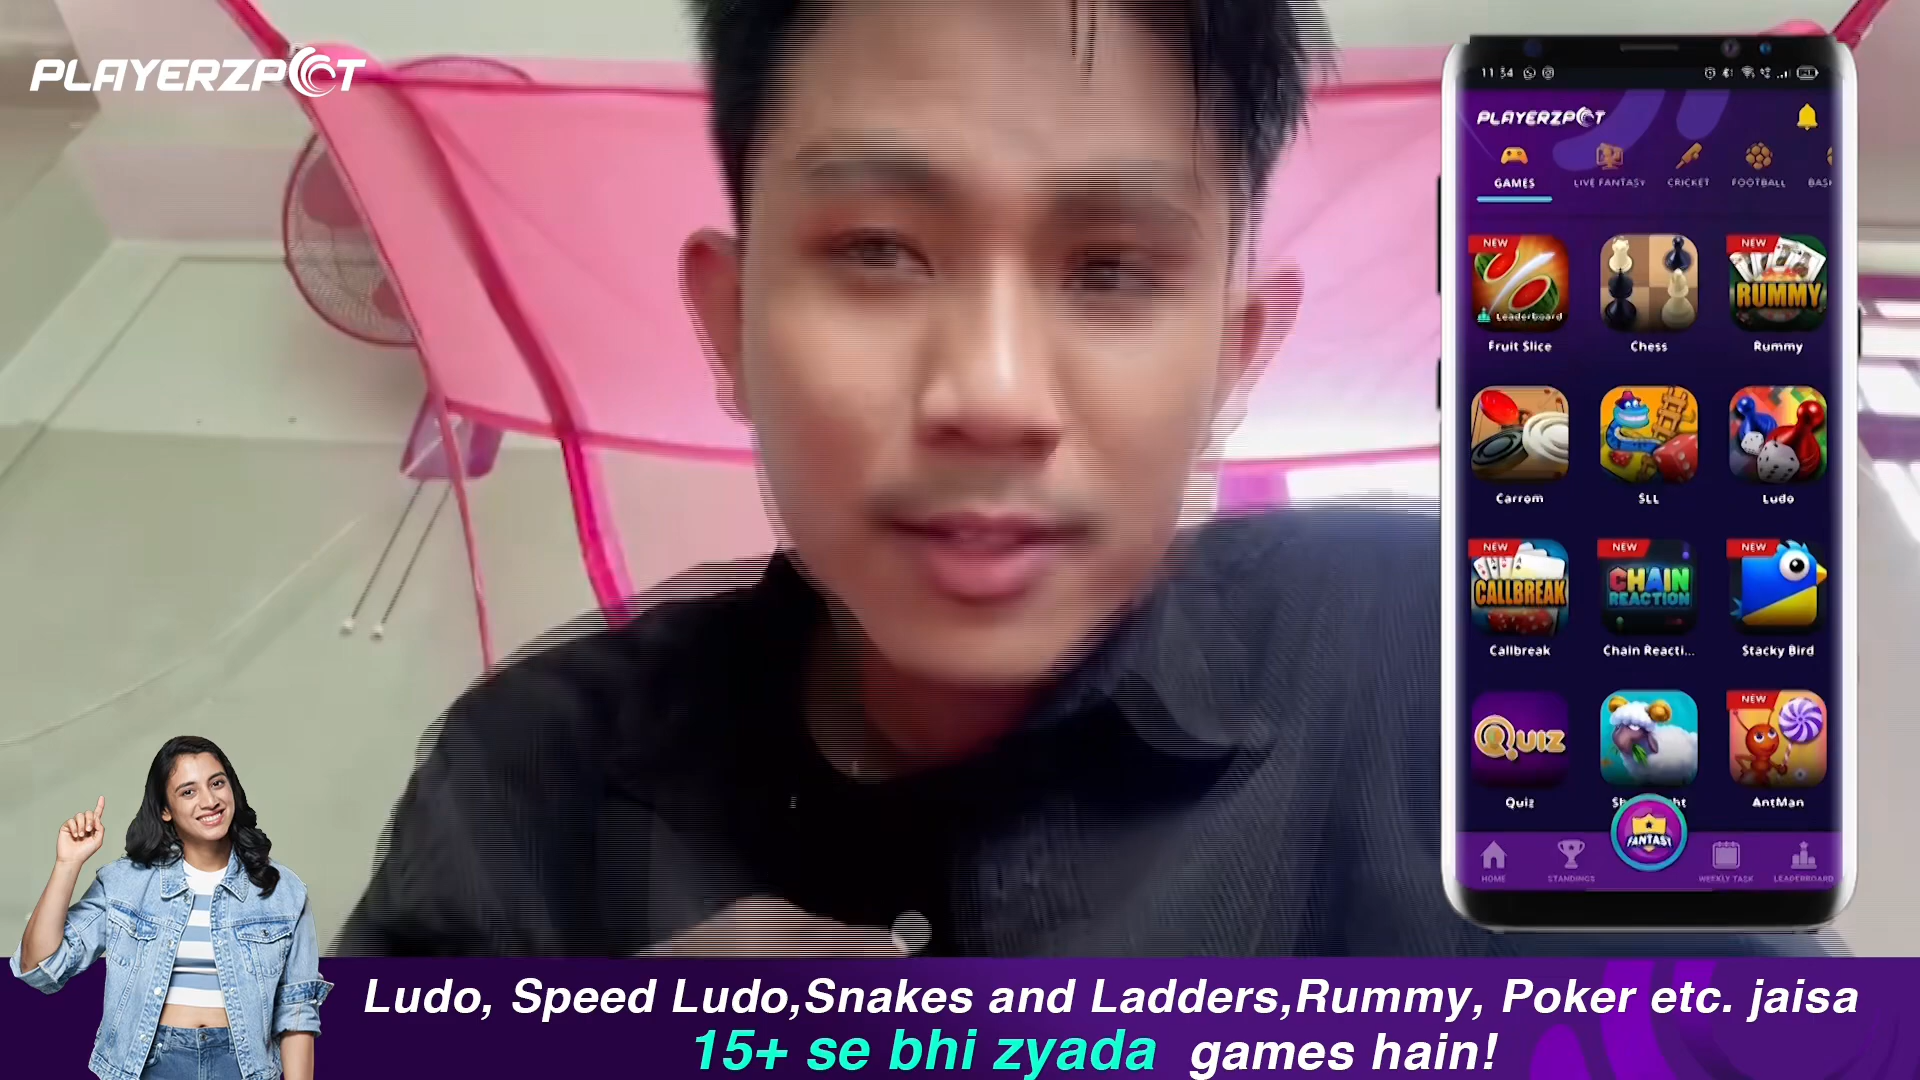 PLAYERZPOT
11 54
PLAYERZPOT
GAMES
LIVE FANTASY
CRICKET
FOOTBALL
BASK
NEW
Leaderboard
NEW
RUMMY
Fruit Slice
Chess
Rummy
Carrom
SLL
Ludo
NEW
CALLBREAK
NEW
CHAIN
REACTION
NEW
Callbreak
Chain Reacti...
Stacky Bird
QUIZ
NEW
Quiz
AntMan
FANTASY
HOME
STANDINGS
WEEKLY TASK
LEADERBOARD
Ludo, Speed Ludo,Snakes and Ladders,Rummy, Poker etc. jaisa
15+ se bhi zyada games hain!